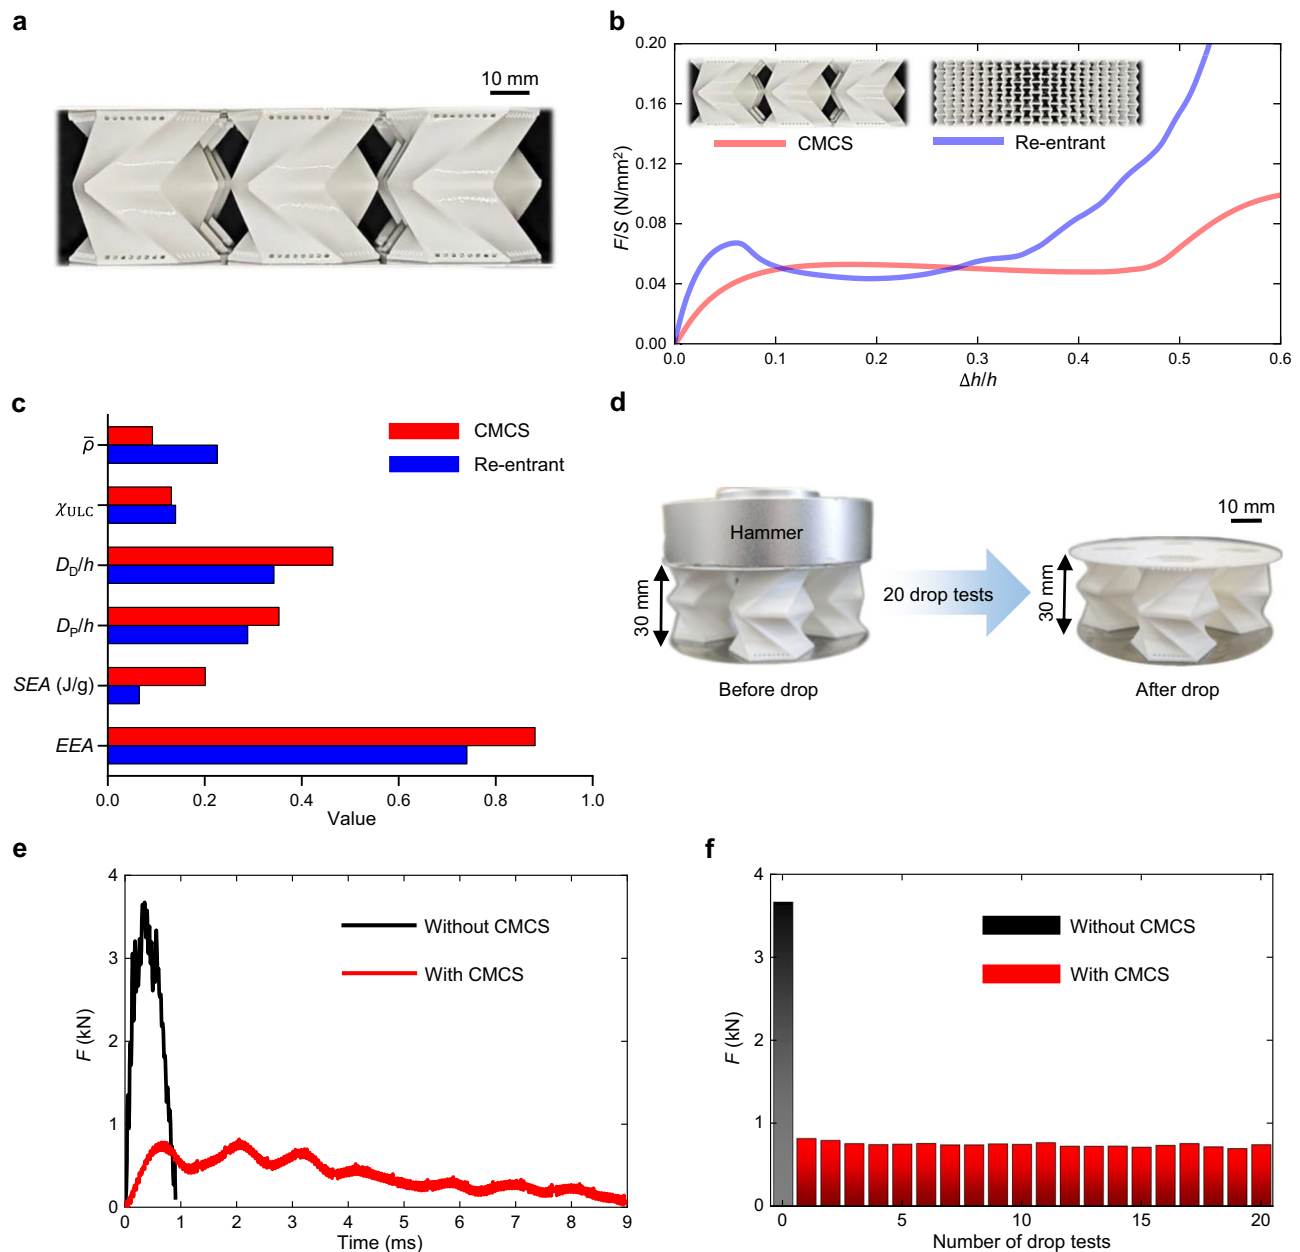 a
10 mm
b
0.20
0.16
0.12
0.08
0.04
0.00
F/S (N/mm²)
CMCS
Re-entrant
0.0 0.1 0.2 0.3 0.4 0.5 0.6
Δh/h
c
CMCS
Re-entrant
ρ̅
χULC
DD/h
DP/h
SEA (J/g)
EEA
0.0 0.2 0.4 0.6 0.8 1.0
Value
d
10 mm
Hammer
30 mm
20 drop tests
30 mm
Before drop
After drop
e
4
3
2
1
0
F (kN)
Without CMCS
With CMCS
0 1 2 3 4 5 6 7 8 9
Time (ms)
f
4
3
2
1
0
F (kN)
Without CMCS
With CMCS
0 5 10 15 20
Number of drop tests